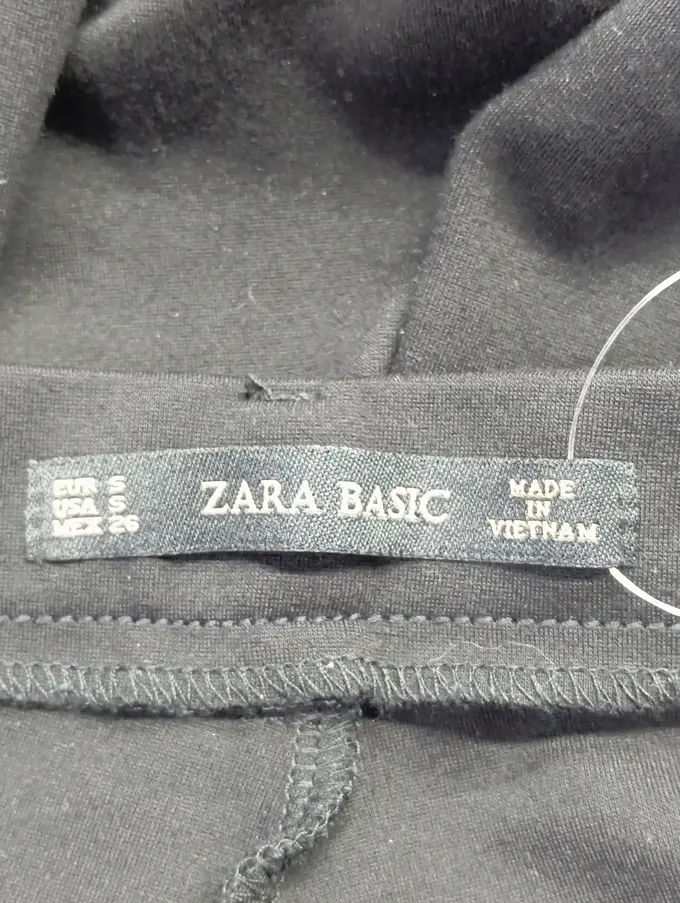 EUR S
USA S
MEX 26
ZARA BASIC
MADE
IN
VIETNAM